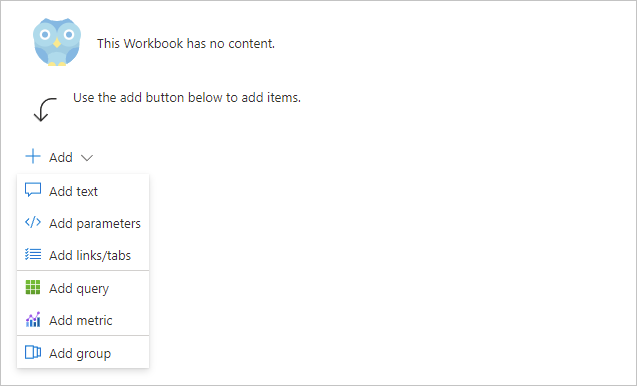 This Workbook has no content.
Use the add button below to add items.
Add
Add text
Add parameters
Add links/tabs
Add query
Add metric
Add group